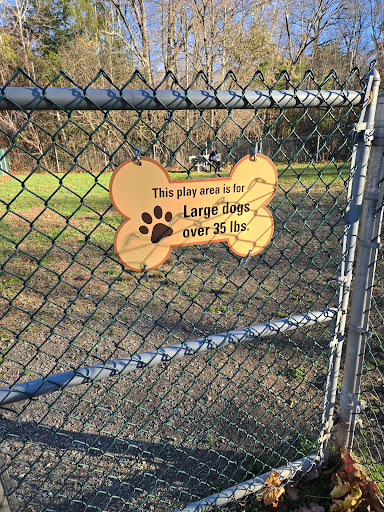 This play area is for
Large dogs
over 35 lbs.